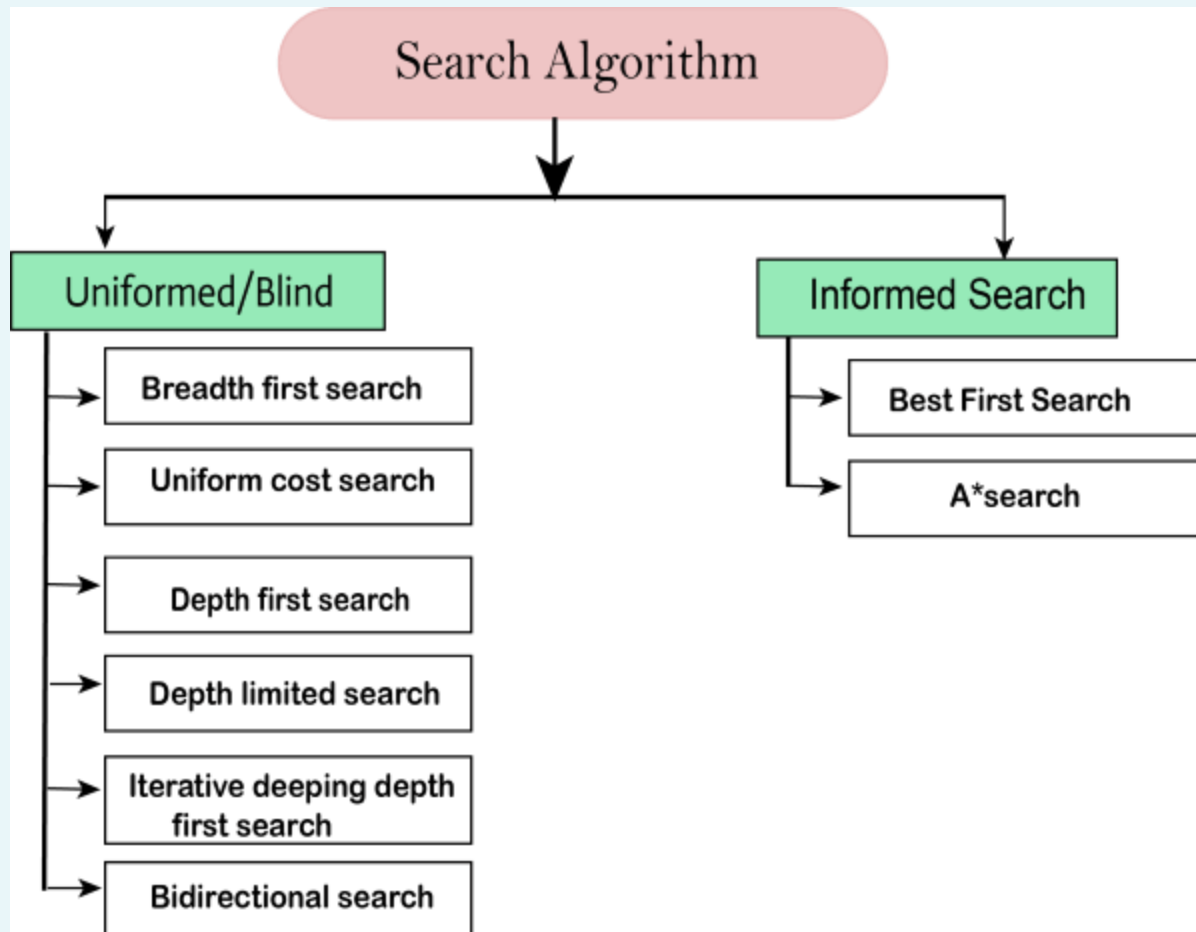 Search Algorithm
Uniformed/Blind
Breadth first search
Uniform cost search
Depth first search
Depth limited search
Iterative deeping depth
first search
Bidirectional search
Informed Search
Best First Search
A*search